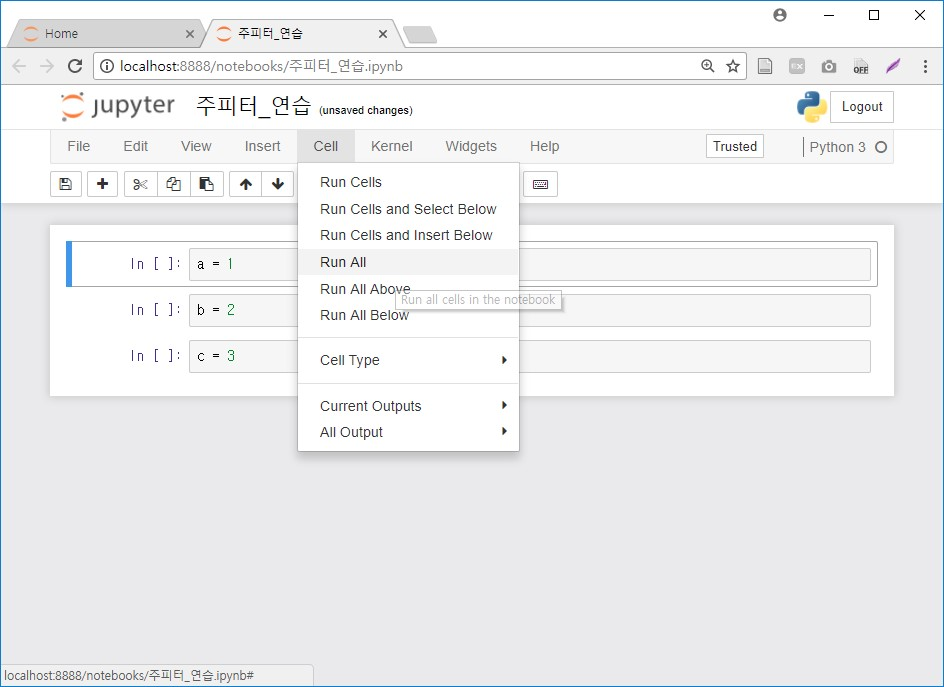 Home
주피터_연습
localhost:8888/notebooks/주피터_연습.ipynb
OFF
jupyter 주피터_연습 (unsaved changes)
Logout
File Edit View Insert Cell Kernel Widgets Help
Trusted
Python 3
Run Cells
Run Cells and Select Below
Run Cells and Insert Below
Run All
Run All Above
Run all cells in the notebook
Run All Below
Cell Type
Current Outputs
All Output
In [ ]: a = 1
In [ ]: b = 2
In [ ]: c = 3
localhost:8888/notebooks/주피터_연습.ipynb#